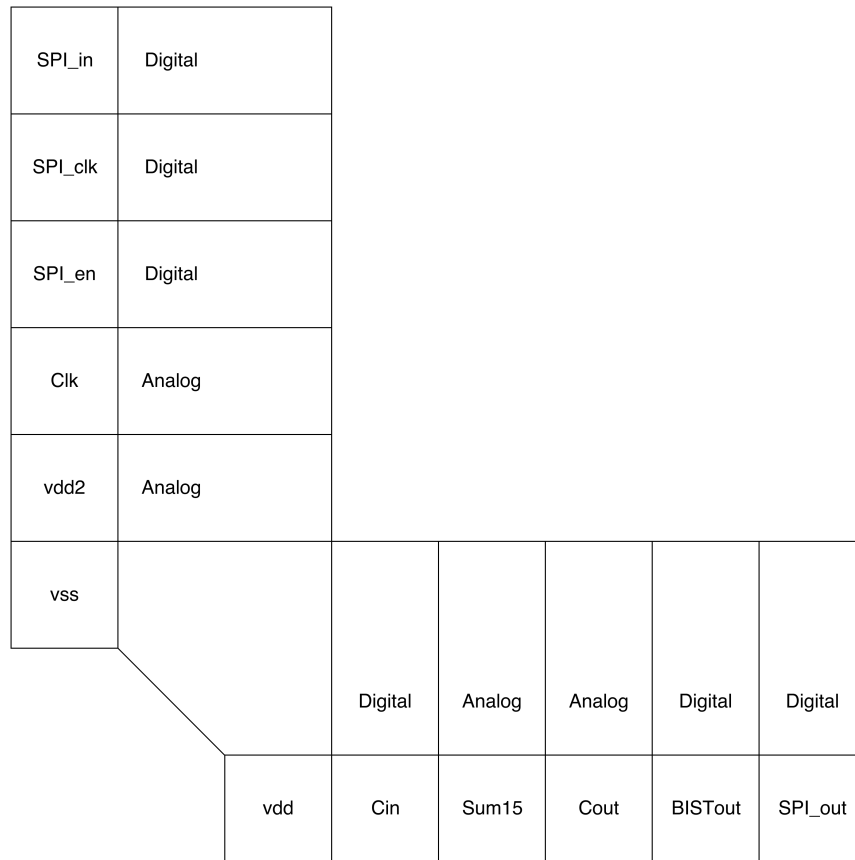 SPI_in Digital
SPI_clk Digital
SPI_en Digital
Clk Analog
vdd2 Analog
vss
Digital Analog Analog Digital Digital
vdd Cin Sum15 Cout BISTout SPI_out